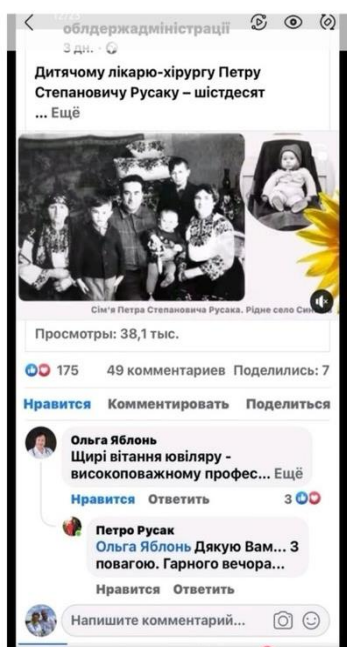 облдержадміністрації
3 дн. ·
Дитячому лікарю-хірургу Петру
Степановичу Русаку – шістдесят
... Ещё
Сім'я Петра Степановича Русака. Рідне село
Просмотры: 38,1 тыс.
175 49 комментариев Поделились: 7
Нравится Комментировать Поделиться
Ольга Яблонь
Щирі вітання ювіляру -
високоповажному профес... Ещё
Нравится Ответить 3
Петро Русак
Ольга Яблонь Дякую Вам... З
повагою. Гарного вечора...
Нравится Ответить
Напишите комментарий...